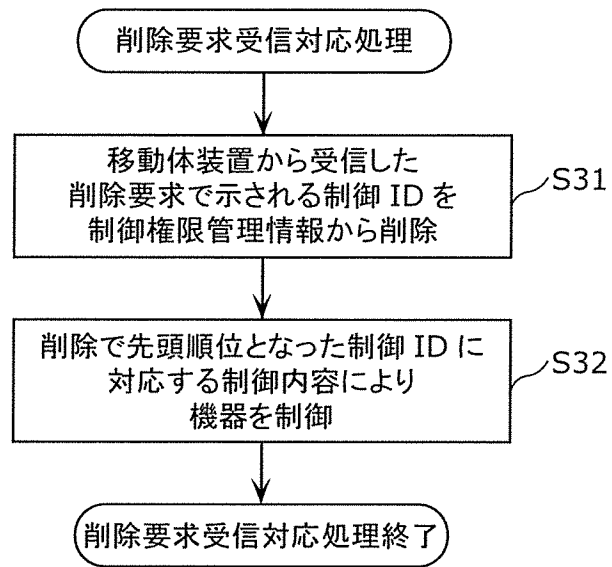 削除要求受信対応処理
移動体装置から受信した
削除要求で示される制御 ID を
制御権限管理情報から削除
S31
削除で先頭順位となった制御 ID に
対応する制御内容により
機器を制御
S32
削除要求受信対応処理終了